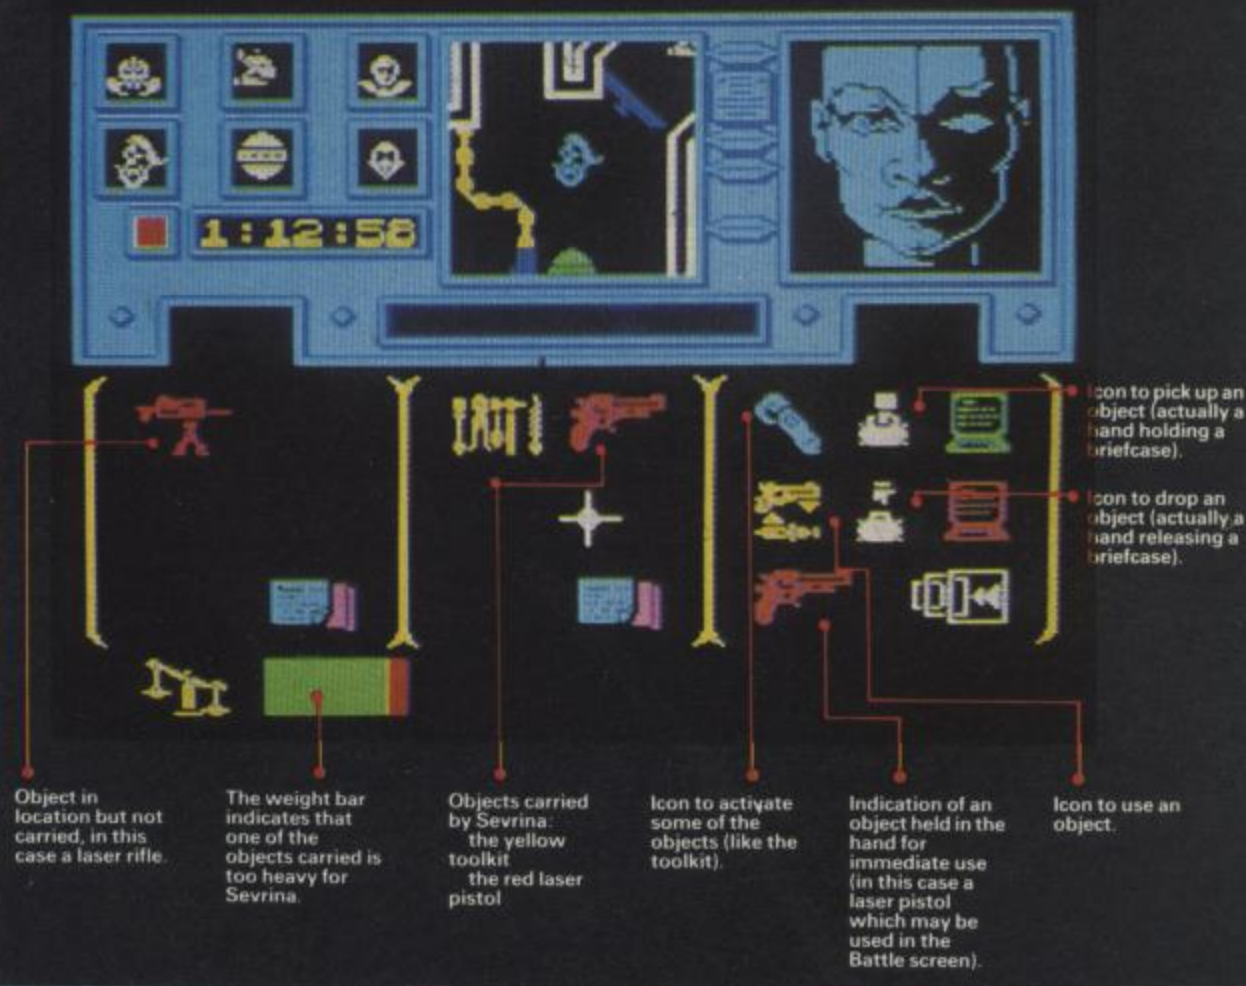 1:12:58
Icon to pick up an
object (actually a
hand holding a
briefcase).
Icon to drop an
object (actually a
hand releasing a
briefcase).
Object in
location but not
carried, in this
case a laser rifle.
The weight bar
indicates that
one of the
objects carried is
too heavy for
Sevrina.
Objects carried
by Sevrina:
the yellow
toolkit
the red laser
pistol
Icon to activate
some of the
objects (like the
toolkit).
Indication of an
object held in the
hand for
immediate use
(in this case a
laser pistol
which may be
used in the
Battle screen).
Icon to use an
object.